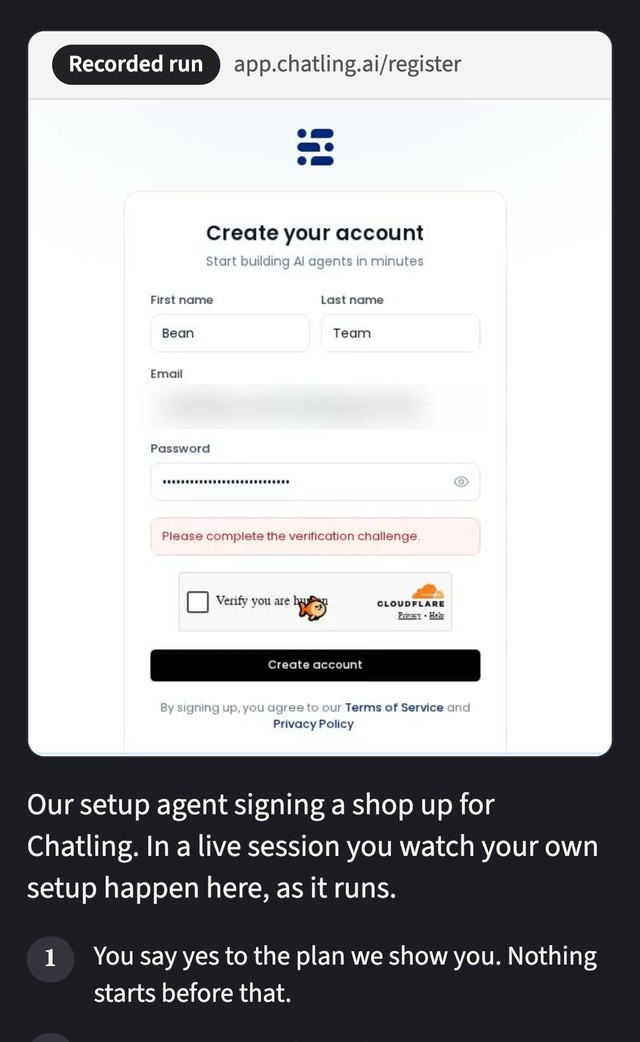 Recorded run app.chatling.ai/register
Create your account
Start building AI agents in minutes
First name Last name
Bean Team
Email
Password
Please complete the verification challenge.
Verify you are
CLOUDFLARE
Privacy • Help
Create account
By signing up, you agree to our Terms of Service and
Privacy Policy.
Our setup agent signing a shop up for
Chatling. In a live session you watch your own
setup happen here, as it runs.
1 You say yes to the plan we show you. Nothing
starts before that.